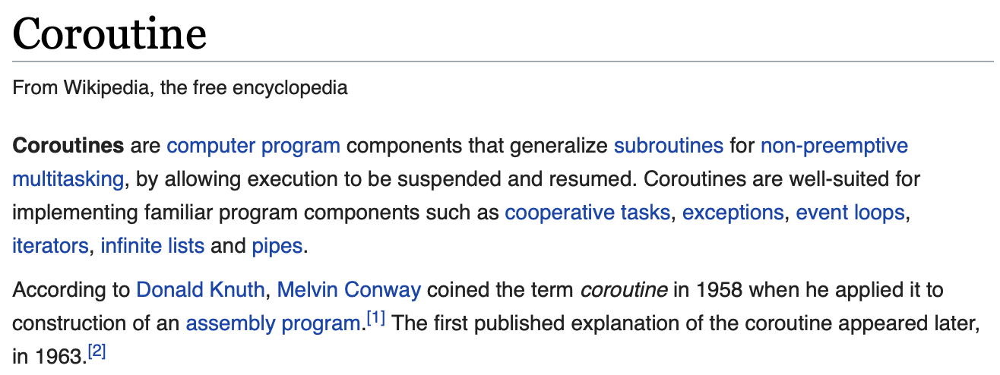 Coroutine
From Wikipedia, the free encyclopedia
Coroutines are computer program components that generalize subroutines for non-preemptive
multitasking, by allowing execution to be suspended and resumed. Coroutines are well-suited for
implementing familiar program components such as cooperative tasks, exceptions, event loops,
iterators, infinite lists and pipes.
According to Donald Knuth, Melvin Conway coined the term coroutine in 1958 when he applied it to
construction of an assembly program.[1] The first published explanation of the coroutine appeared later,
in 1963.[2]